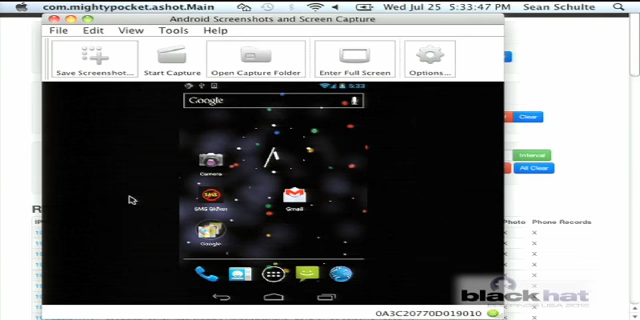 com.mightypocket.ashot.Main
Wed Jul 25 5:33:47 PM Sean Schulte
Android Screenshots and Screen Capture
File Edit View Tools Help
Save Screenshot... Start Capture Open Capture Folder Enter Full Screen Options...
5:33
Google
Clear
Interval
All Clear
Camera
Gmail
Google
Photo Phone Records
black hat
0A3C20770D019010